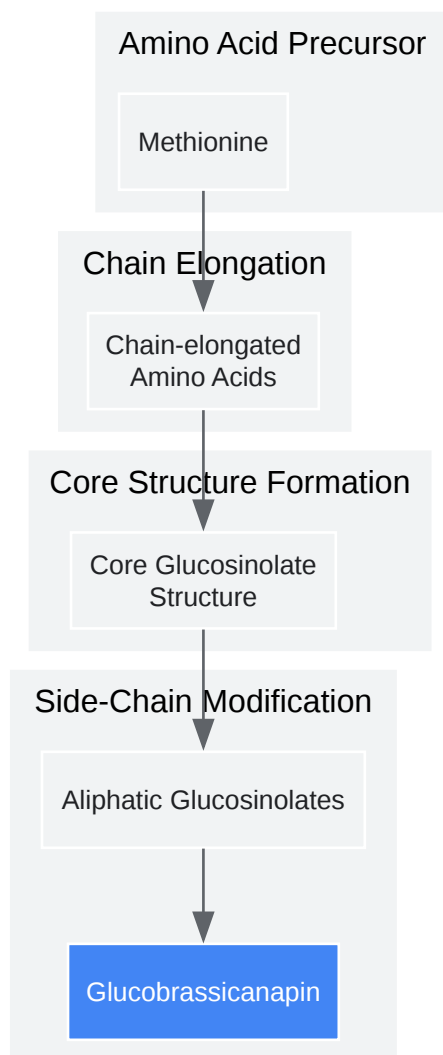 Amino Acid Precursor
Methionine
Chain Elongation
Chain-elongated
Amino Acids
Core Structure Formation
Core Glucosinolate
Structure
Side-Chain Modification
Aliphatic Glucosinolates
Glucobrassicanapin